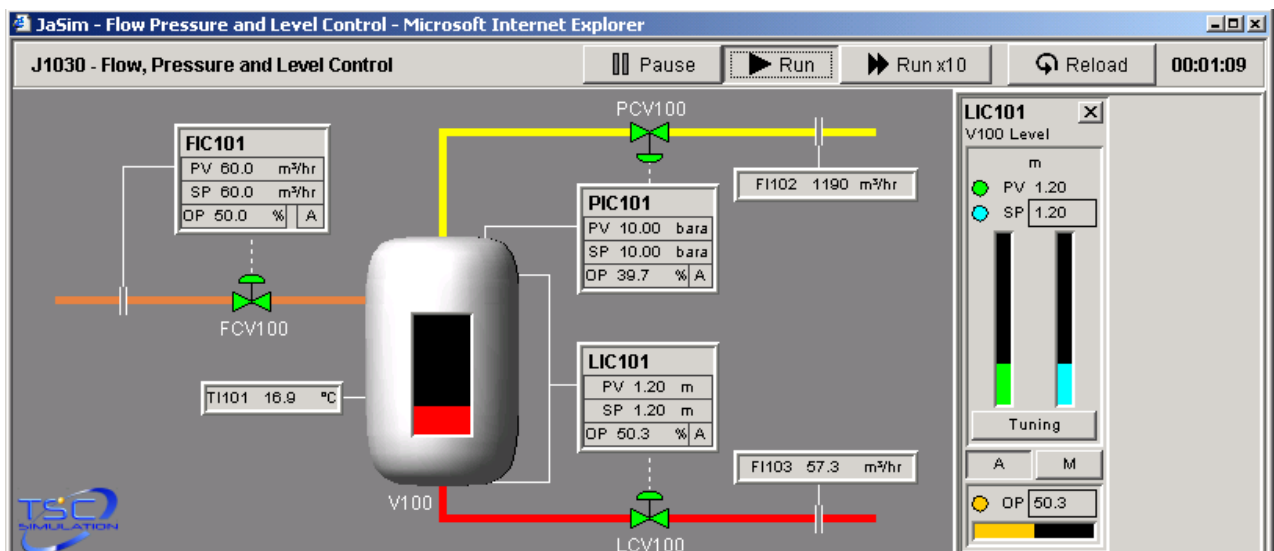 JaSim - Flow Pressure and Level Control - Microsoft Internet Explorer
J1030 - Flow, Pressure and Level Control
Pause
Run
Run x10
Reload
00:01:09
PCV100
FIC101
PV 60.0 m³/hr
SP 60.0 m³/hr
OP 50.0 % A
FI102 1190 m³/hr
PIC101
PV 10.00 bara
SP 10.00 bara
OP 39.7 % A
FCV100
TI101 16.9 °C
LIC101
PV 1.20 m
SP 1.20 m
OP 50.3 % A
FI103 57.3 m³/hr
V100
LCV100
TSC
SIMULATION
LIC101
V100 Level
m
PV 1.20
SP 1.20
Tuning
A M
OP 50.3